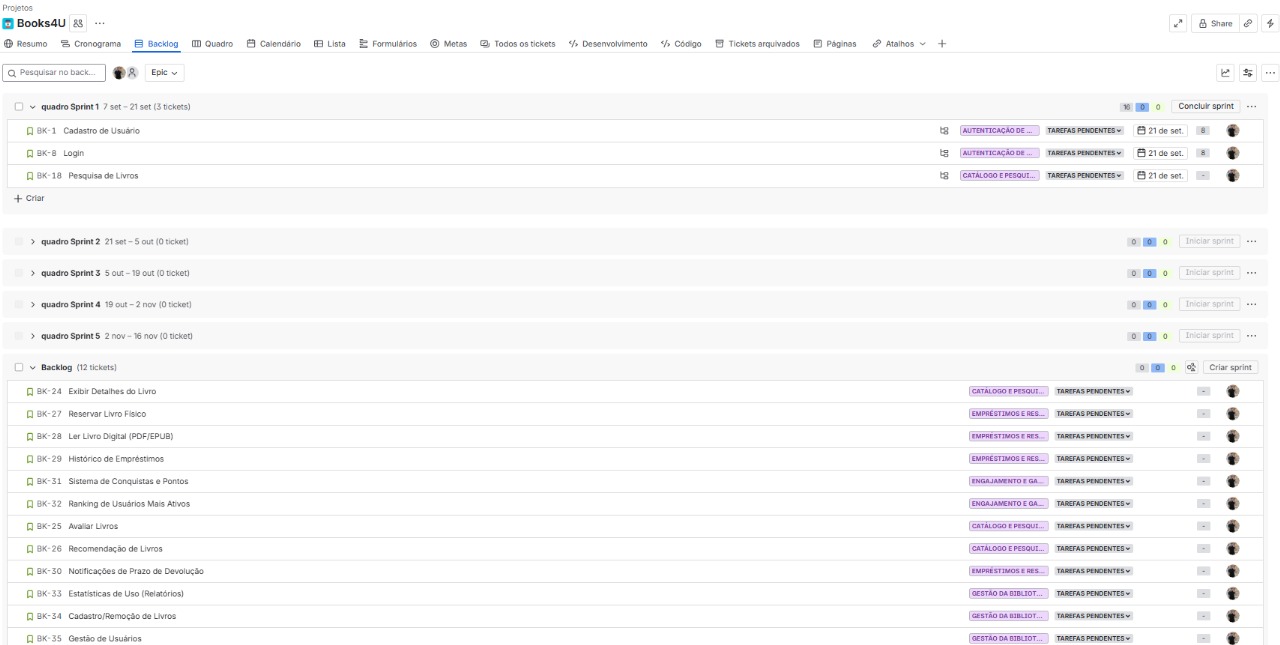 Projetos
Books4U
Share
Resumo Cronograma Backlog Quadro Calendário Lista Formulários Metas Todos os tickets Desenvolvimento Código Tickets arquivados Páginas Atalhos
Pesquisar no back... Epic
quadro Sprint 1 7 set – 21 set (3 tickets) 16 0 0 Concluir sprint
BK-1 Cadastro de Usuário AUTENTICAÇÃO DE ... TAREFAS PENDENTES 21 de set. 8
BK-8 Login AUTENTICAÇÃO DE ... TAREFAS PENDENTES 21 de set. 8
BK-18 Pesquisa de Livros CATÁLOGO E PESQUI... TAREFAS PENDENTES 21 de set. -
+ Criar
quadro Sprint 2 21 set – 5 out (0 ticket) 0 0 0 Iniciar sprint
quadro Sprint 3 5 out – 19 out (0 ticket) 0 0 0 Iniciar sprint
quadro Sprint 4 19 out – 2 nov (0 ticket) 0 0 0 Iniciar sprint
quadro Sprint 5 2 nov – 16 nov (0 ticket) 0 0 0 Iniciar sprint
Backlog (12 tickets) 0 0 0 Criar sprint
BK-24 Exibir Detalhes do Livro CATÁLOGO E PESQUI... TAREFAS PENDENTES -
BK-27 Reservar Livro Físico EMPRÉSTIMOS E RES... TAREFAS PENDENTES -
BK-28 Ler Livro Digital (PDF/EPUB) EMPRÉSTIMOS E RES... TAREFAS PENDENTES -
BK-29 Histórico de Empréstimos EMPRÉSTIMOS E RES... TAREFAS PENDENTES -
BK-31 Sistema de Conquistas e Pontos ENGAJAMENTO E GA... TAREFAS PENDENTES -
BK-32 Ranking de Usuários Mais Ativos ENGAJAMENTO E GA... TAREFAS PENDENTES -
BK-25 Avaliar Livros CATÁLOGO E PESQUI... TAREFAS PENDENTES -
BK-26 Recomendação de Livros CATÁLOGO E PESQUI... TAREFAS PENDENTES -
BK-30 Notificações de Prazo de Devolução EMPRÉSTIMOS E RES... TAREFAS PENDENTES -
BK-33 Estatísticas de Uso (Relatórios) GESTÃO DA BIBLIOT... TAREFAS PENDENTES -
BK-34 Cadastro/Remoção de Livros GESTÃO DA BIBLIOT... TAREFAS PENDENTES -
BK-35 Gestão de Usuários GESTÃO DA BIBLIOT... TAREFAS PENDENTES -